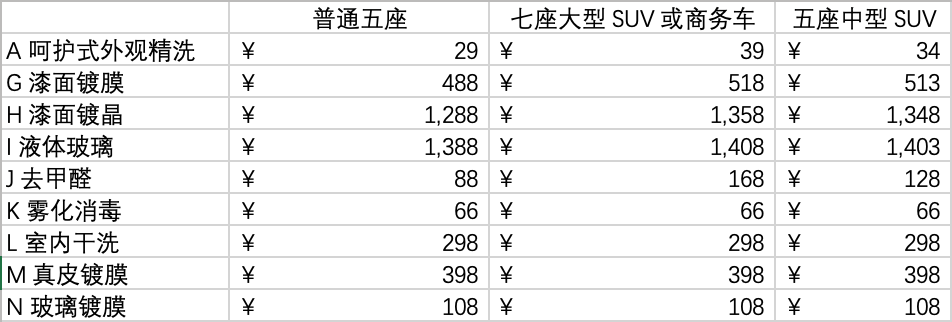 普通五座 七座大型 SUV 或商务车 五座中型 SUV
A 呵护式外观精洗 ¥ 29 ¥ 39 ¥ 34
G 漆面镀膜 ¥ 488 ¥ 518 ¥ 513
H 漆面镀晶 ¥ 1,288 ¥ 1,358 ¥ 1,348
I 液体玻璃 ¥ 1,388 ¥ 1,408 ¥ 1,403
J 去甲醛 ¥ 88 ¥ 168 ¥ 128
K 雾化消毒 ¥ 66 ¥ 66 ¥ 66
L 室内干洗 ¥ 298 ¥ 298 ¥ 298
M 真皮镀膜 ¥ 398 ¥ 398 ¥ 398
N 玻璃镀膜 ¥ 108 ¥ 108 ¥ 108